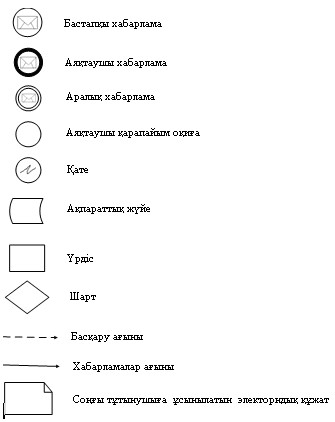 Бастапқы хабарлама
Аяқтаушы хабарлама
Аралық хабарлама
Аяқтаушы қарапайым оқиға
Қате
Ақпараттық жүйе
Үрдіс
Шарт
Басқару ағыны
Хабарламалар ағыны
Соңғы тұтынушыға ұсынылатын электорндық құжат